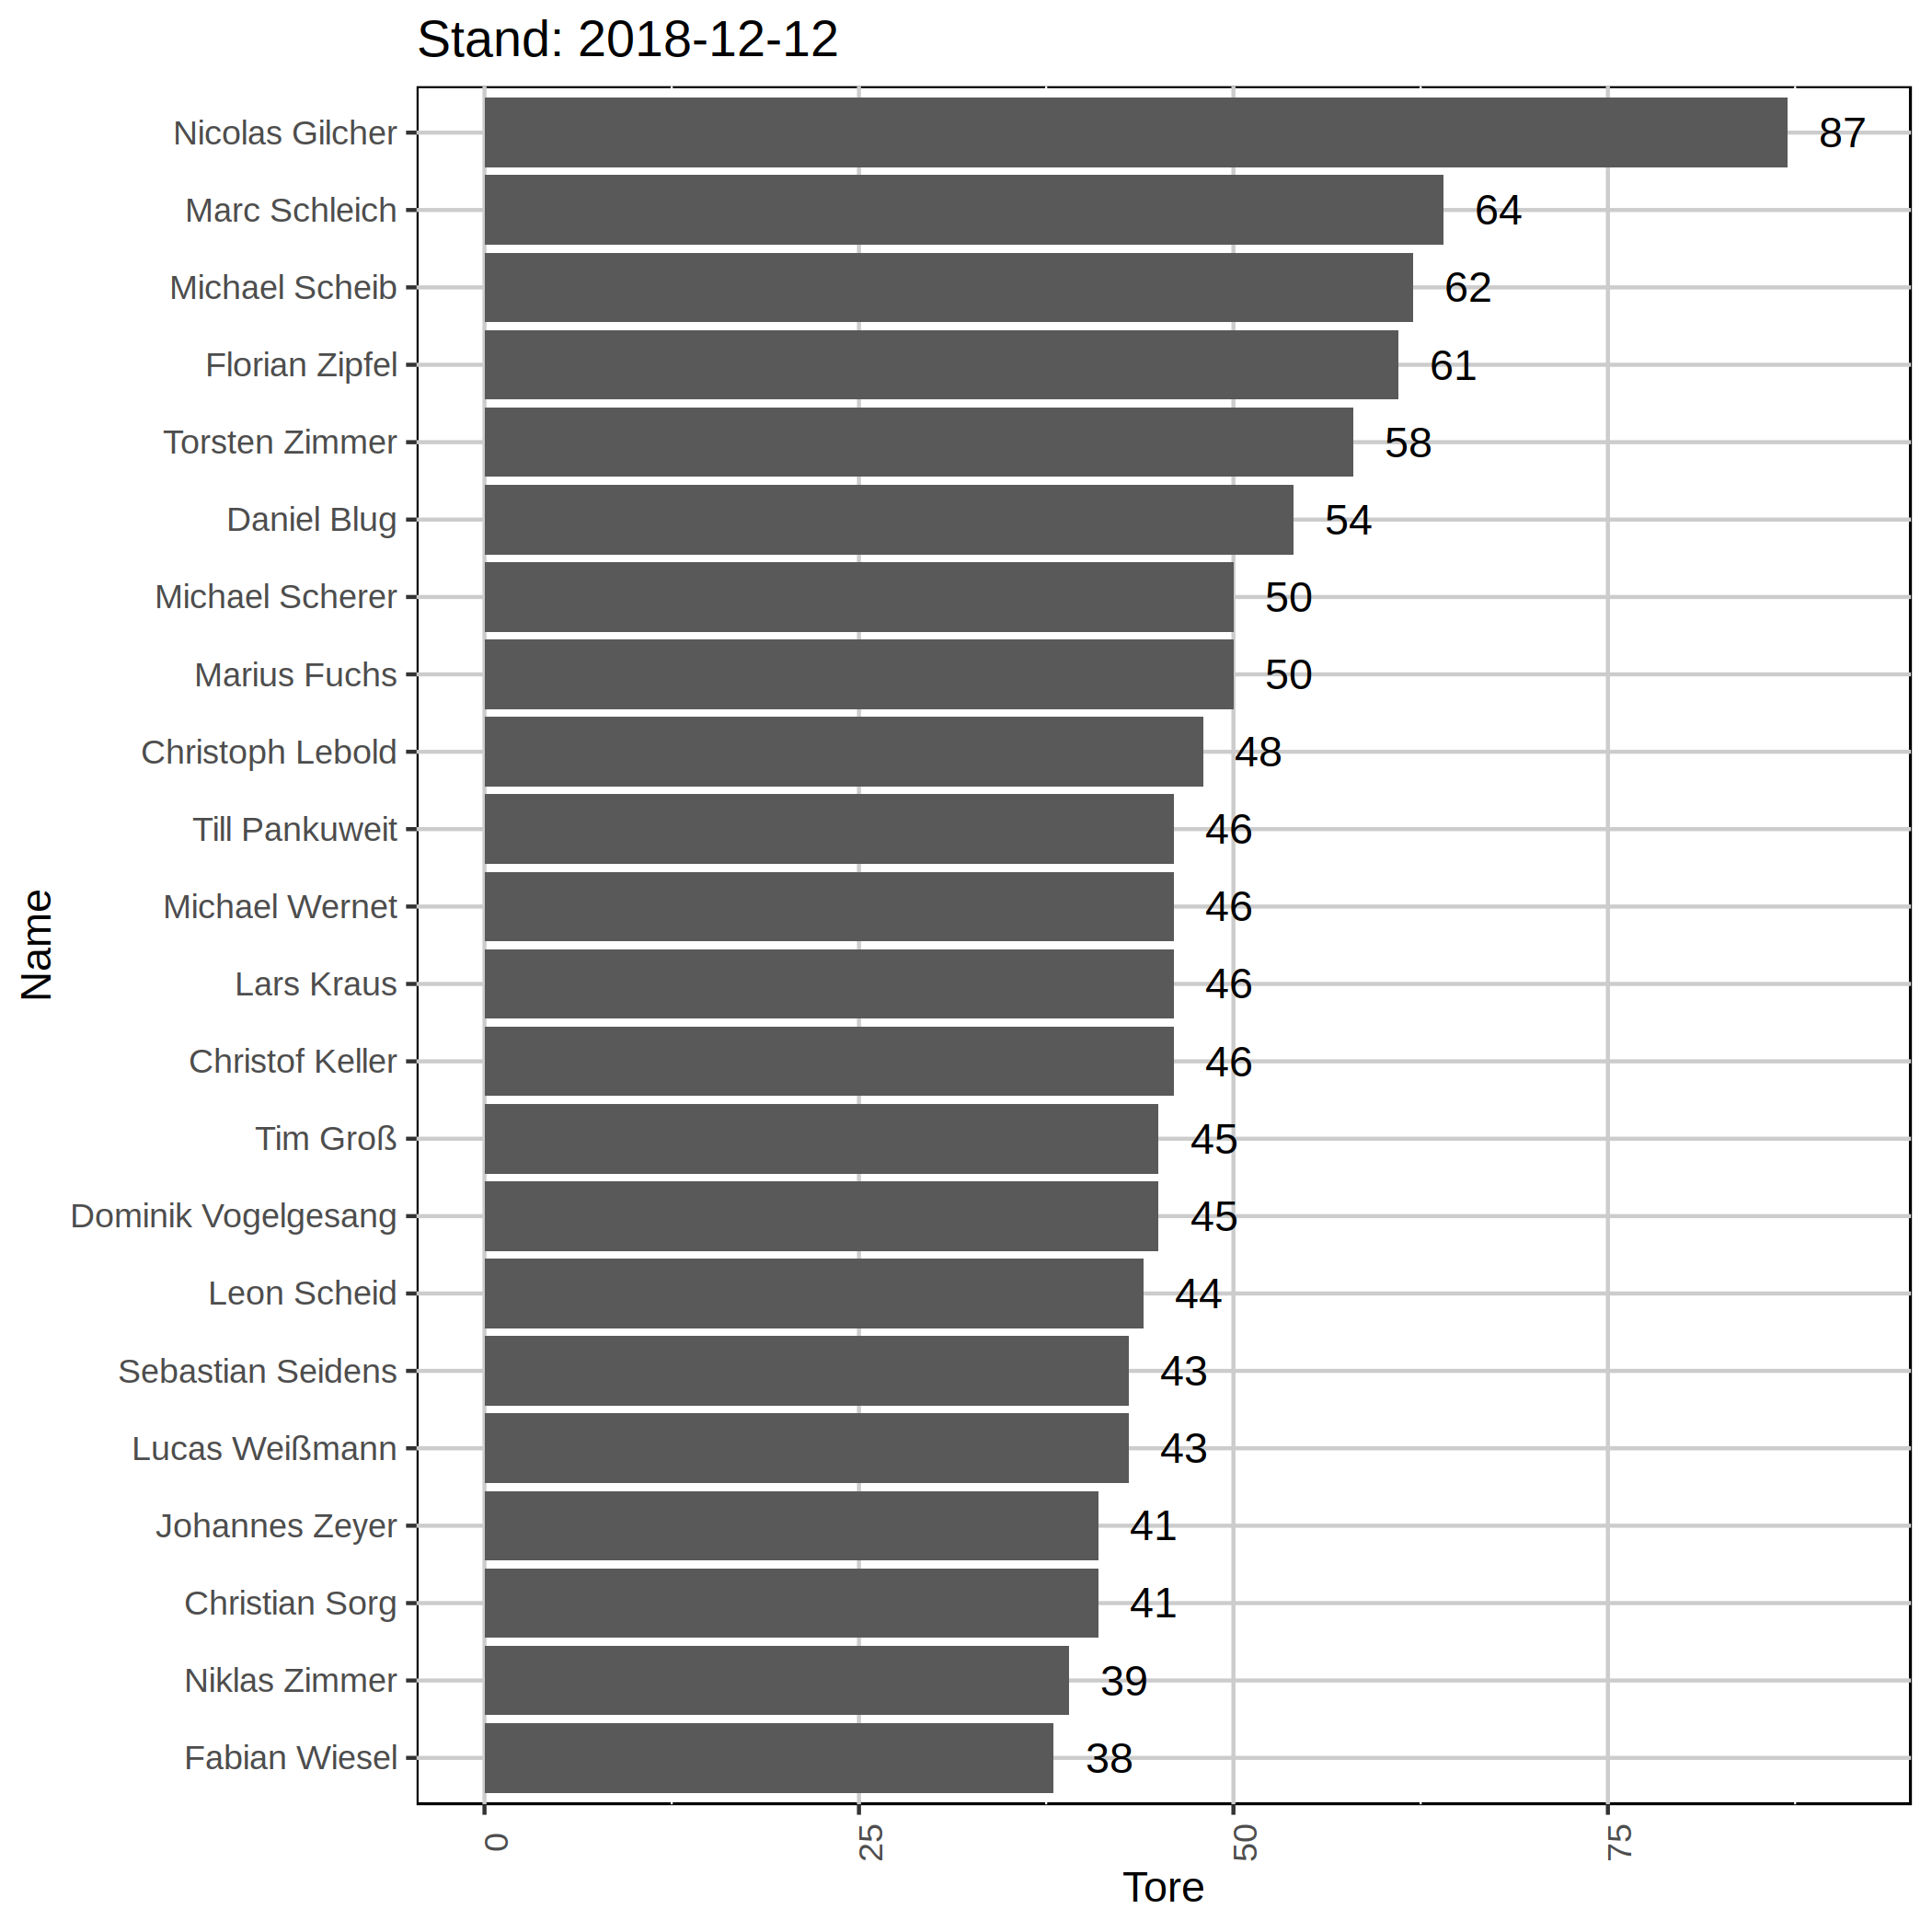 Stand: 2018-12-12
Nicolas Gilcher 87
Marc Schleich 64
Michael Scheib 62
Florian Zipfel 61
Torsten Zimmer 58
Daniel Blug 54
Michael Scherer 50
Marius Fuchs 50
Christoph Lebold 48
Till Pankuweit 46
Michael Wernet 46
Lars Kraus 46
Christof Keller 46
Tim Groß 45
Dominik Vogelgesang 45
Leon Scheid 44
Sebastian Seidens 43
Lucas Weißmann 43
Johannes Zeyer 41
Christian Sorg 41
Niklas Zimmer 39
Fabian Wiesel 38
Name
0 25 50 75
Tore